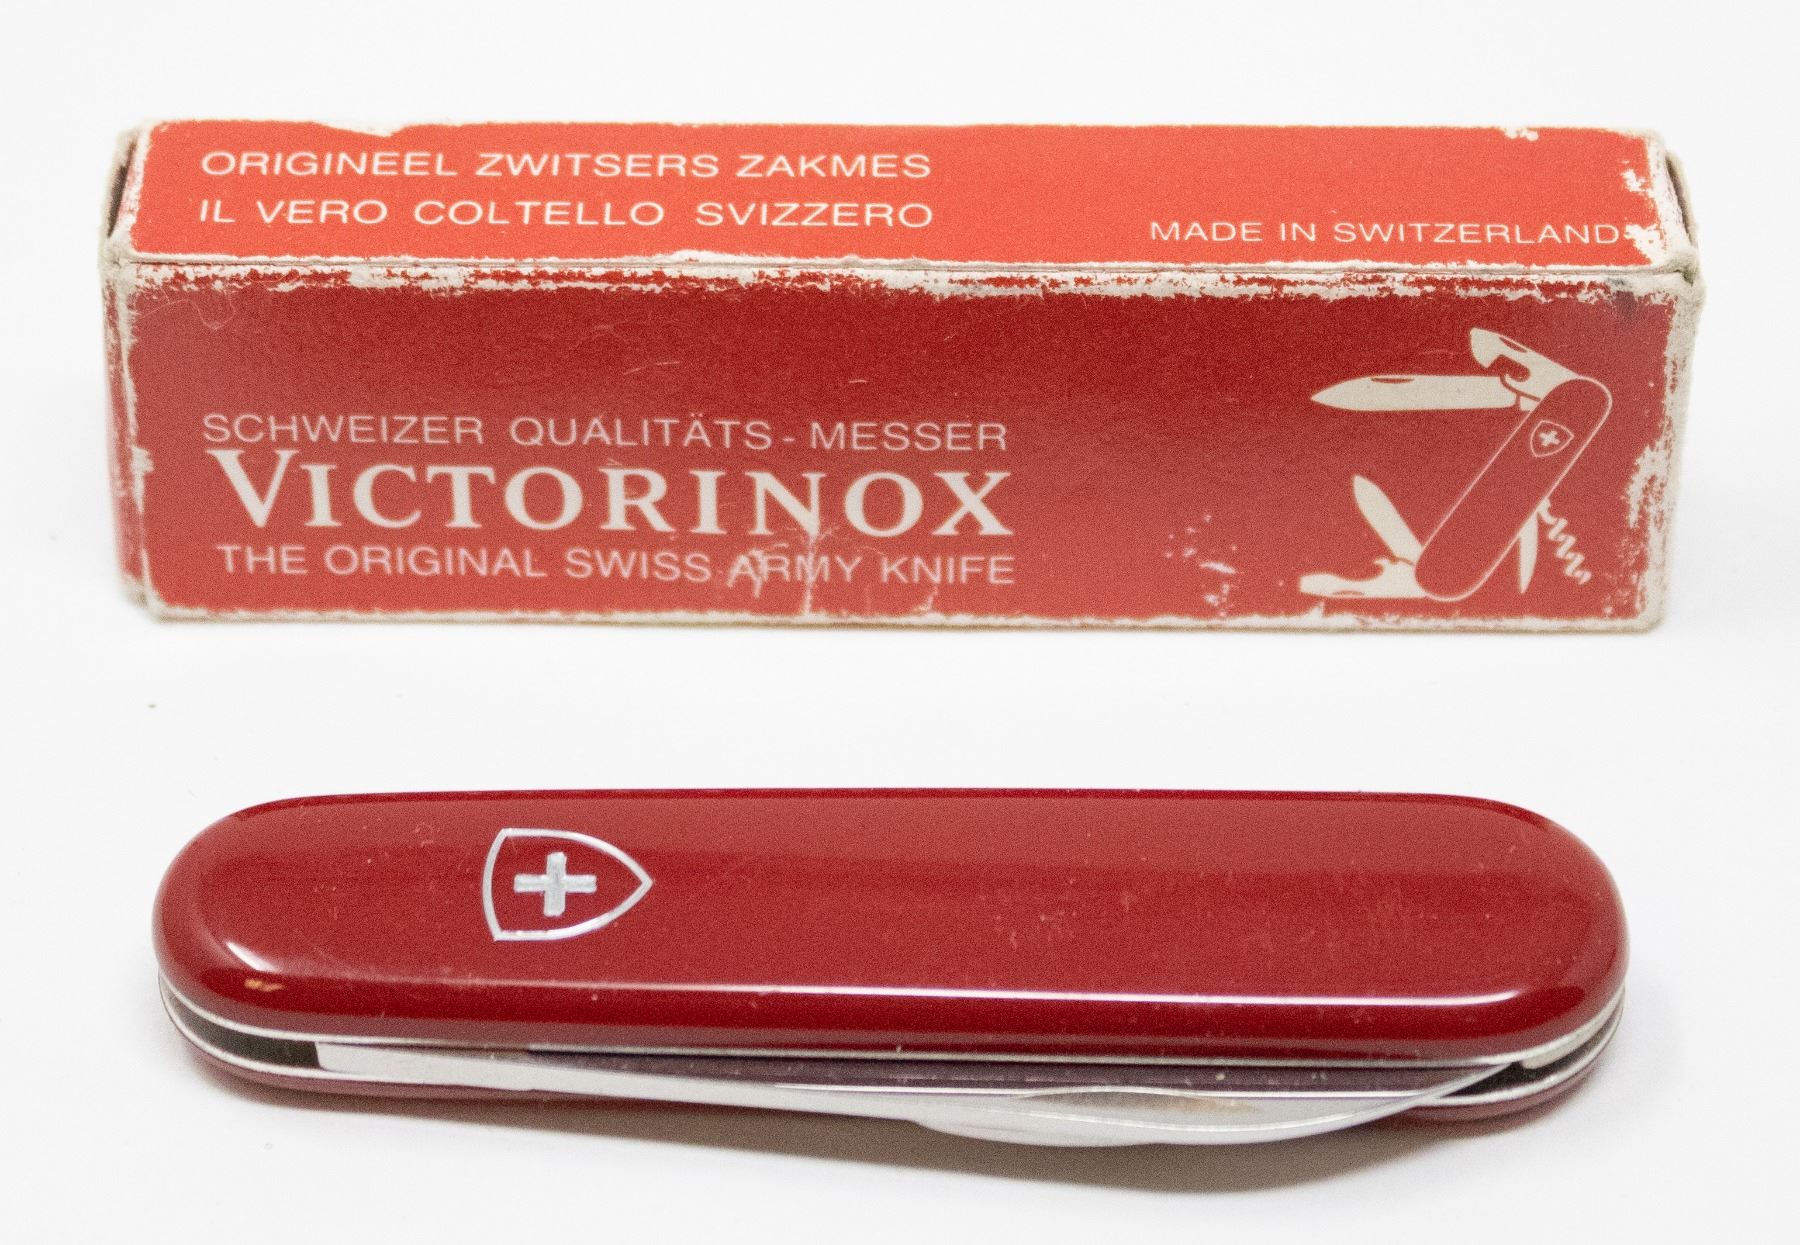 ORIGINEEL ZWITSERS ZAKMES
IL VERO COLTELLO SVIZZERO
MADE IN SWITZERLAND
SCHWEIZER QUALITÄTS - MESSER
VICTORINOX
THE ORIGINAL SWISS ARMY KNIFE